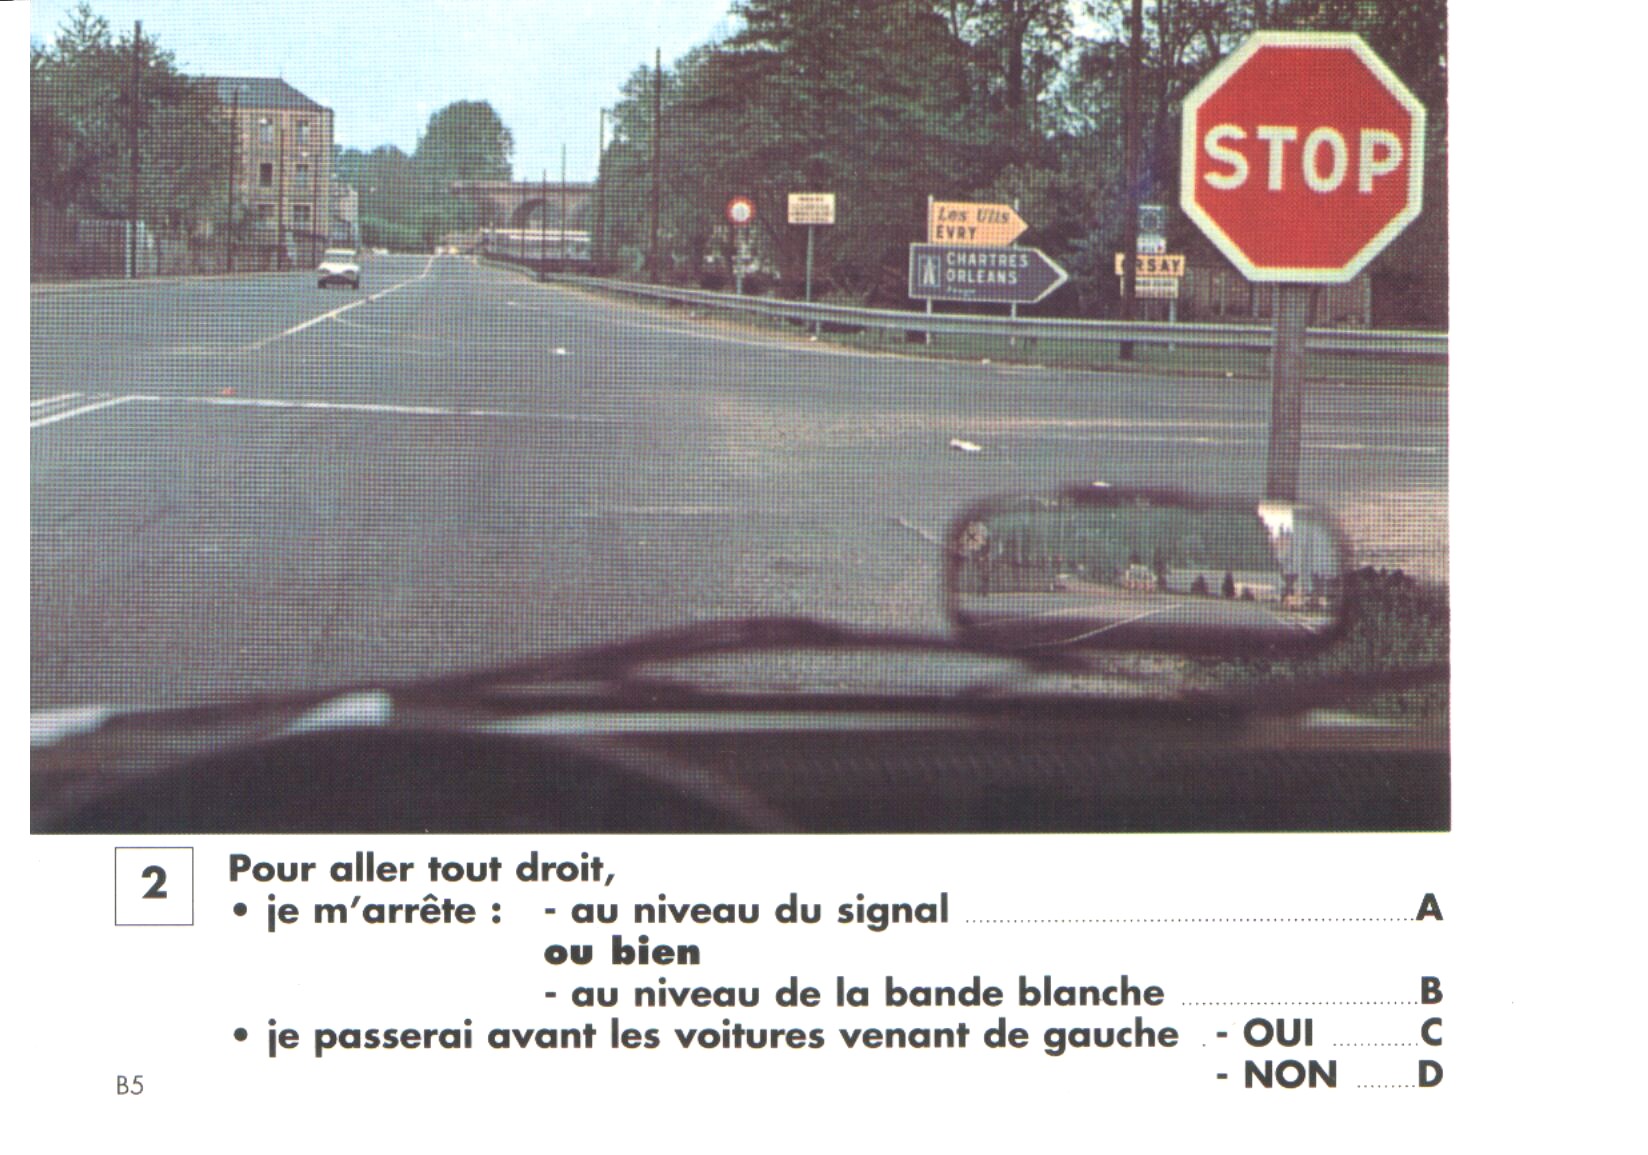 STOP
Les Ulis
EVRY
CHARTRES
ORLEANS
2 Pour aller tout droit,
• je m'arrête : - au niveau du signal A
ou bien
- au niveau de la bande blanche B
• je passerai avant les voitures venant de gauche - OUI C
- NON D
B5